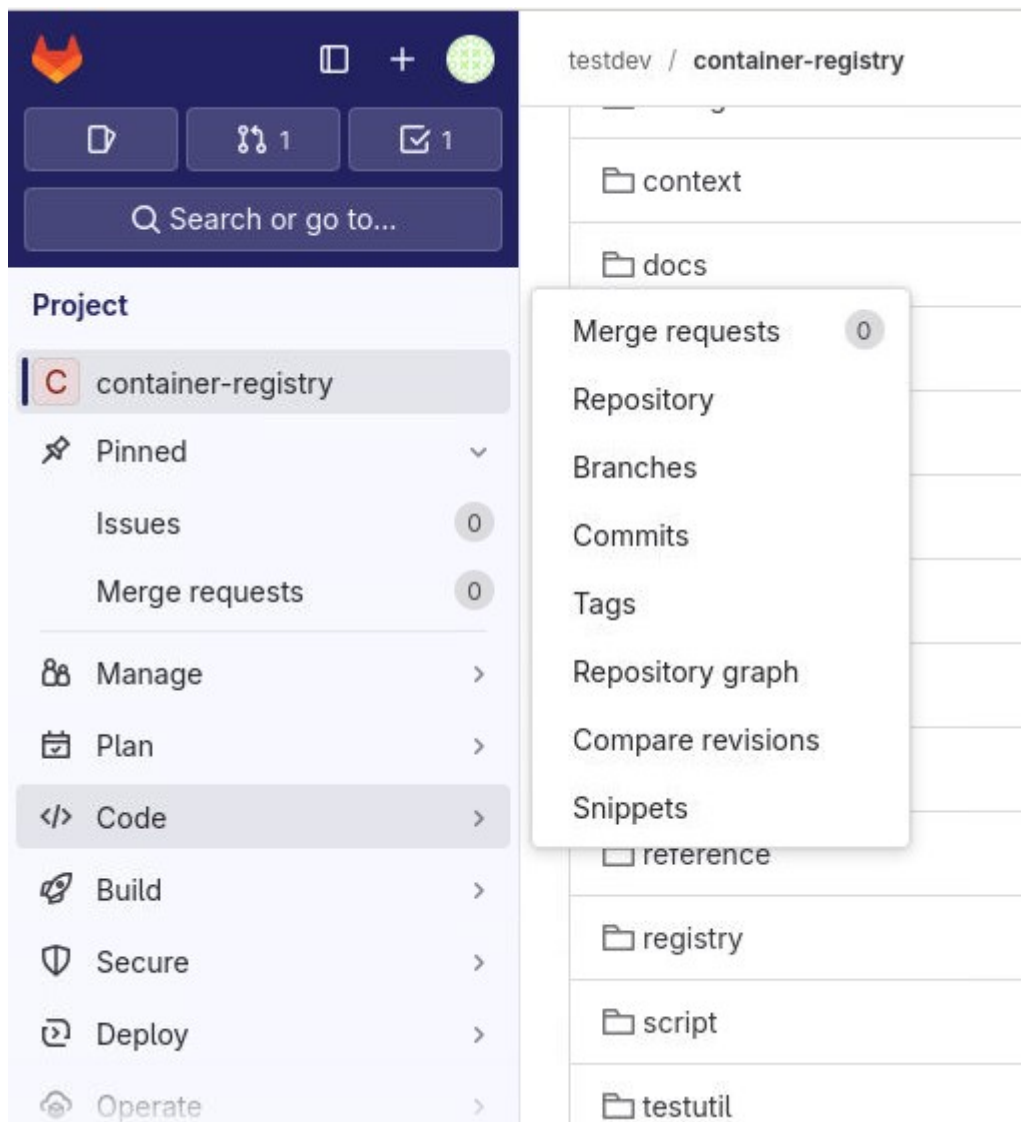 1
1
Search or go to...
Project
C container-registry
Pinned
Issues 0
Merge requests 0
Manage
Plan
Code
Build
Secure
Deploy
Operate
testdev / container-registry
context
docs
Merge requests 0
Repository
Branches
Commits
Tags
Repository graph
Compare revisions
Snippets
reference
registry
script
testutil